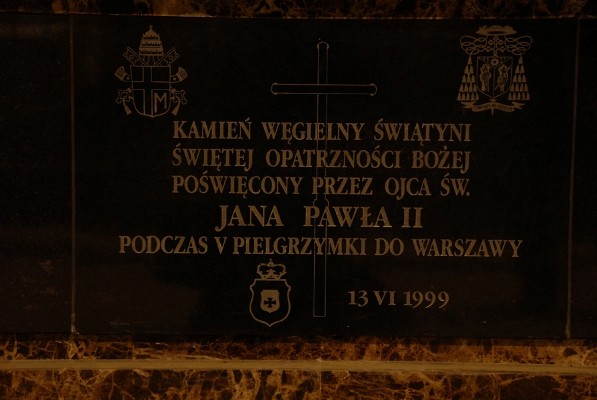 KAMIEŃ WĘGIELNY ŚWIĄTYNI
ŚWIĘTEJ OPATRZNOŚCI BOŻEJ
POŚWIĘCONY PRZEZ OJCA ŚW.
JANA PAWŁA II
PODCZAS V PIELGRZYMKI DO WARSZAWY
13 VI 1999